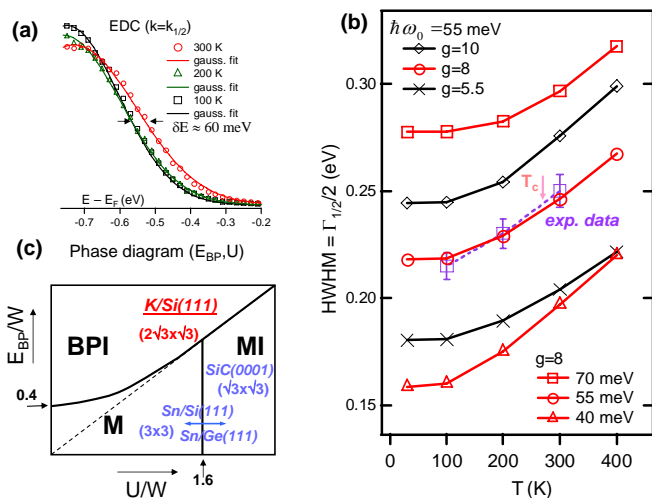 (a)
EDC (k=k1/2)
300 K
gauss. fit
200 K
gauss. fit
100 K
gauss. fit
δE ≈ 60 meV
E − EF (eV)
-0.7 -0.6 -0.5 -0.4 -0.3 -0.2
(c)
Phase diagram (EBP,U)
EBP/W
K/Si(111)
(2√3x√3)
BPI
MI
SiC(0001)
(√3x√3)
0.4
M
Sn/Si(111)
(3x3)
Sn/Ge(111)
U/W
1.6
(b)
ℏω0 =55 meV
g=10
g=8
g=5.5
0.30
0.25
0.20
0.15
HWHM = Γ1/2/2 (eV)
Tc
exp. data
g=8
70 meV
55 meV
40 meV
0 100 200 300 400
T (K)